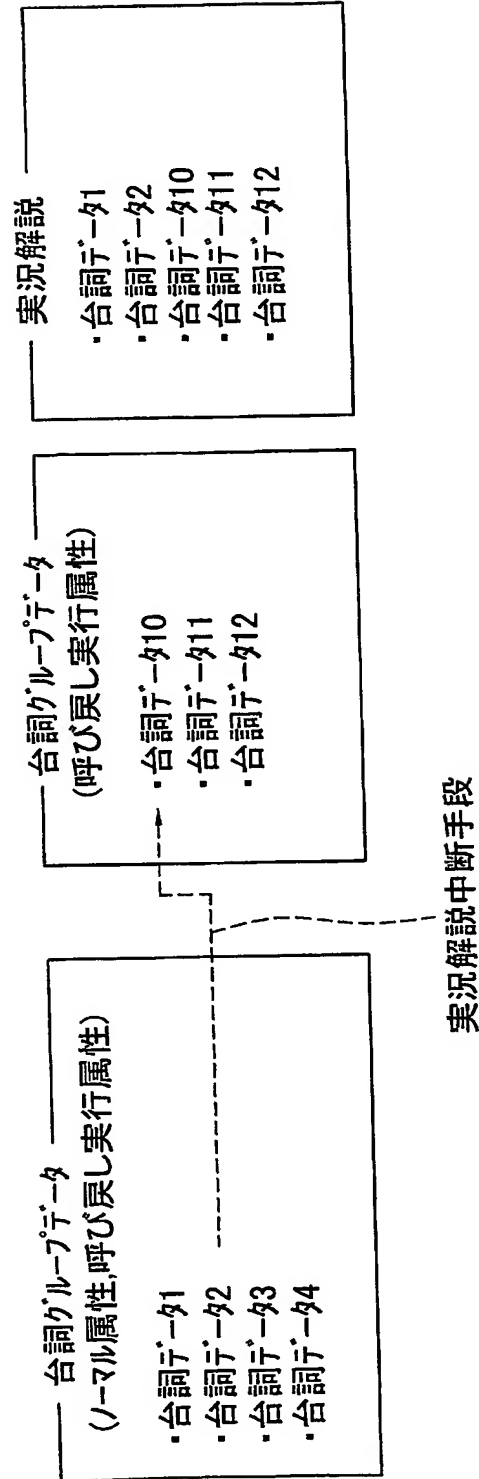 台詞グループデータ
(ノーマル属性,呼び戻し実行属性)
・台詞データ1
・台詞データ2
・台詞データ3
・台詞データ4
台詞グループデータ
(呼び戻し実行属性)
・台詞データ10
・台詞データ11
・台詞データ12
実況解説
・台詞データ1
・台詞データ2
・台詞データ10
・台詞データ11
・台詞データ12
実況解説中断手段